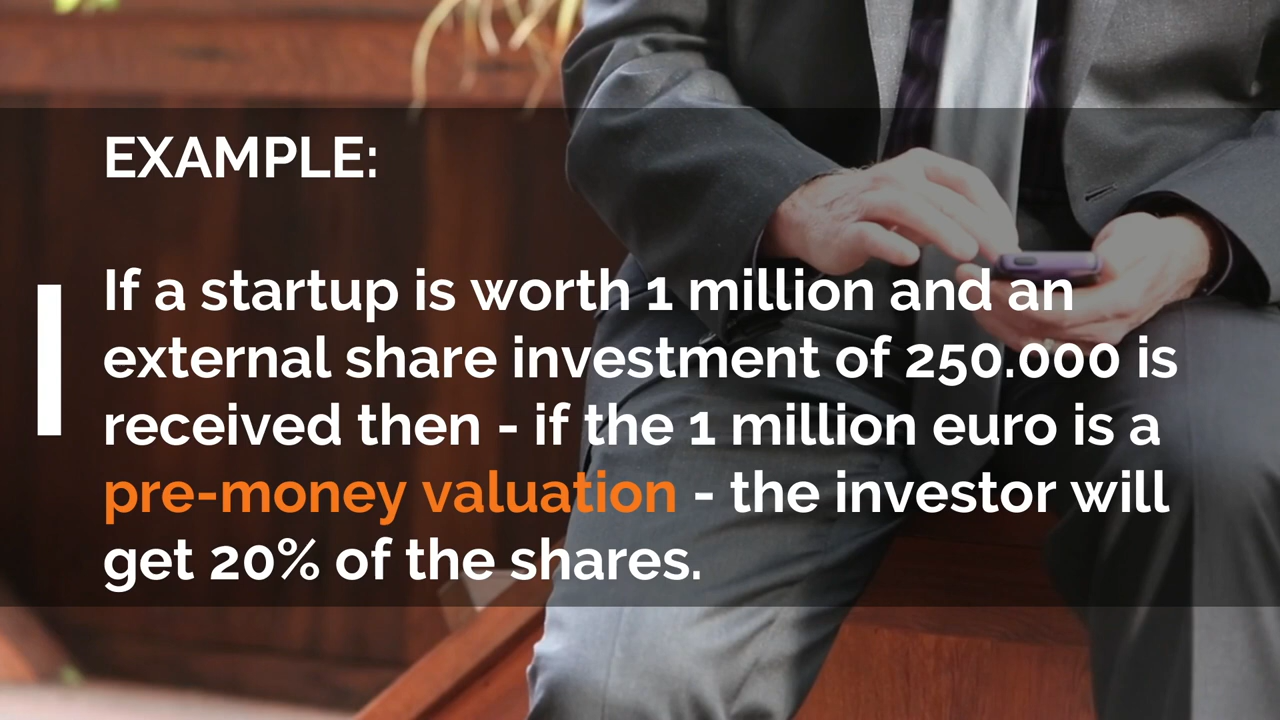 EXAMPLE:
If a startup is worth 1 million and an
external share investment of 250.000 is
received then - if the 1 million euro is a
pre-money valuation - the investor will
get 20% of the shares.